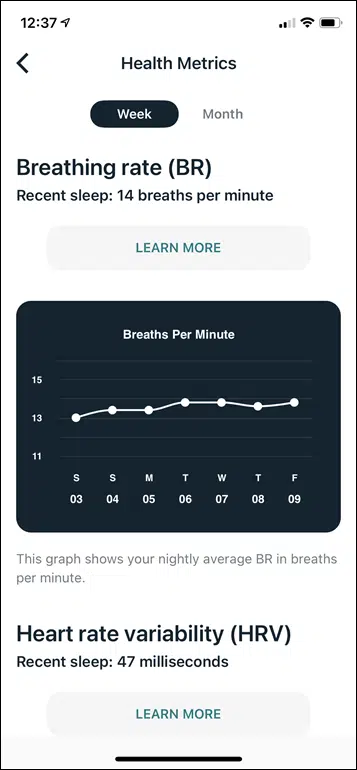 12:37
Health Metrics
Week Month
Breathing rate (BR)
Recent sleep: 14 breaths per minute
LEARN MORE
Breaths Per Minute
15
13
11
S S M T W T F
03 04 05 06 07 08 09
This graph shows your nightly average BR in breaths
per minute.
Heart rate variability (HRV)
Recent sleep: 47 milliseconds
LEARN MORE